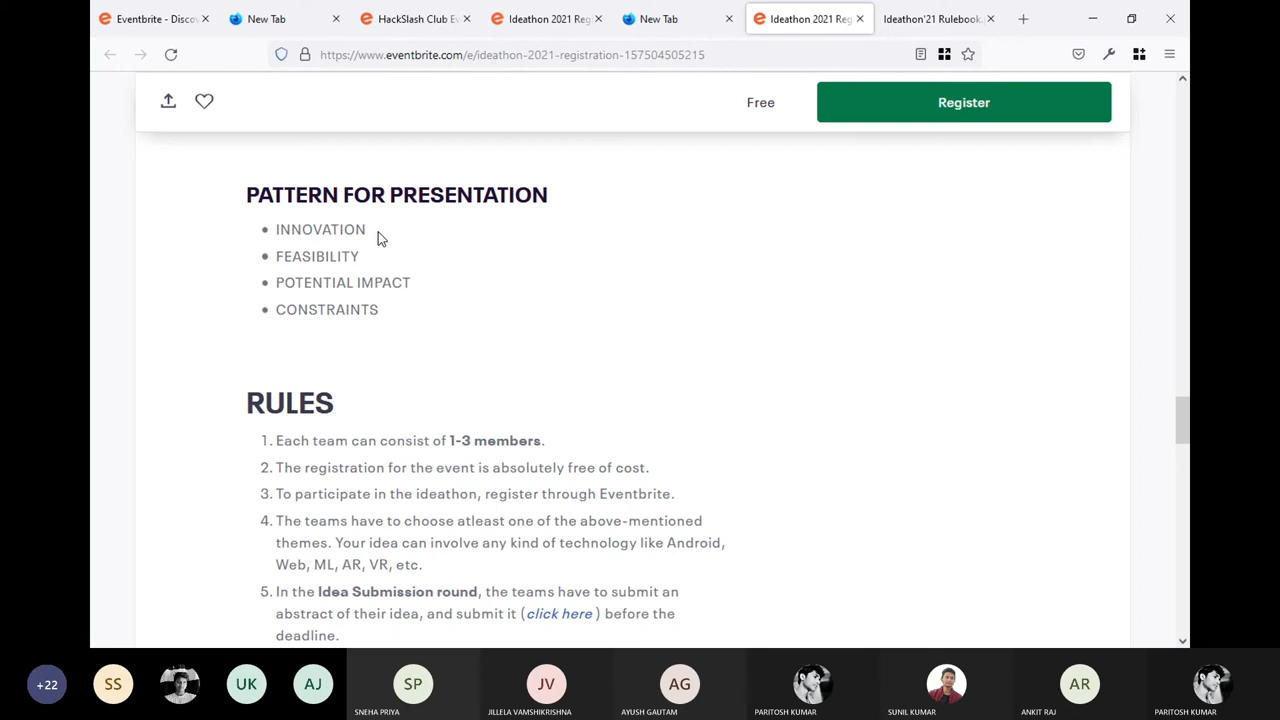 Eventbrite - Disco
New Tab
HackSlash Club Ev
Ideathon 2021 Reg
New Tab
Ideathon 2021 Reg
Ideathon'21 Rulebook.
https://www.eventbrite.com/e/ideathon-2021-registration-157504505215
Free
Register
PATTERN FOR PRESENTATION
• INNOVATION
• FEASIBILITY
• POTENTIAL IMPACT
• CONSTRAINTS
RULES
1. Each team can consist of 1-3 members.
2. The registration for the event is absolutely free of cost.
3. To participate in the ideathon, register through Eventbrite.
4. The teams have to choose atleast one of the above-mentioned
themes. Your idea can involve any kind of technology like Android,
Web, ML, AR, VR, etc.
5. In the Idea Submission round, the teams have to submit an
abstract of their idea, and submit it (click here ) before the
deadline.
+22
SS
UK
AJ
SP
JV
AG
AR
SNEHA PRIYA
JILLELA VAMSHIKRISHNA
AYUSH GAUTAM
PARITOSH KUMAR
SUNIL KUMAR
ANKIT RAJ
PARITOSH KUMAR